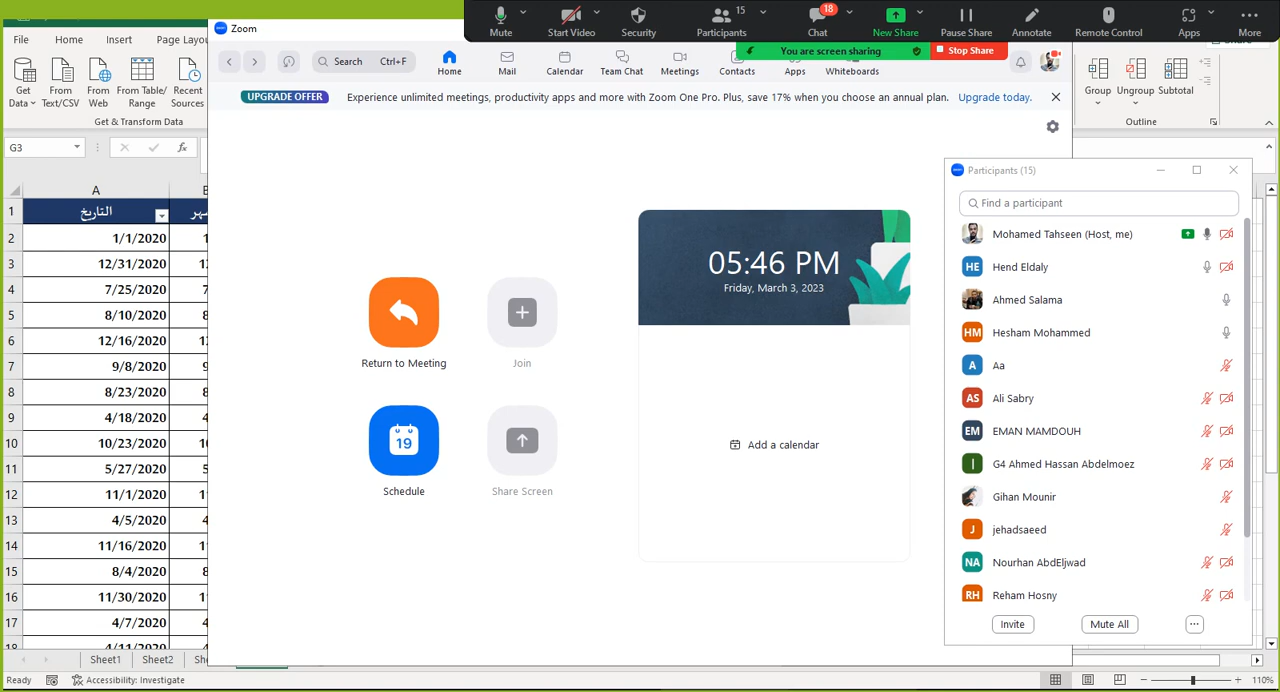 Zoom
Mute
Start Video
Security
15
Participants
18
Chat
New Share
Pause Share
Annotate
Remote Control
Apps
More
You are screen sharing
Stop Share
File
Home
Insert
Page Layou
Search Ctrl+F
Home
Mail
Calendar
Team Chat
Meetings
Contacts
Apps
Whiteboards
Get Data
From Text/CSV
From Web
From Table/ Range
Recent Sources
Get & Transform Data
Group
Ungroup
Subtotal
Outline
UPGRADE OFFER
Experience unlimited meetings, productivity apps and more with Zoom One Pro. Plus, save 17% when you choose an annual plan. Upgrade today.
G3
fx
A
1
التاريخ
2
1/1/2020
3
12/31/2020
4
7/25/2020
5
8/10/2020
6
12/16/2020
7
9/8/2020
8
8/23/2020
9
4/18/2020
10
10/23/2020
11
5/27/2020
12
11/1/2020
13
4/5/2020
14
11/16/2020
15
8/4/2020
16
11/30/2020
17
4/7/2020
18
4/11/2020
Return to Meeting
Join
19
Schedule
Share Screen
05:46 PM
Friday, March 3, 2023
Add a calendar
Participants (15)
Find a participant
Mohamed Tahseen (Host, me)
HE Hend Eldaly
Ahmed Salama
HM Hesham Mohammed
A Aa
AS Ali Sabry
EM EMAN MAMDOUH
I G4 Ahmed Hassan Abdelmoez
Gihan Mounir
J jehadsaeed
NA Nourhan AbdEljwad
RH Reham Hosny
Invite
Mute All
Sheet1
Sheet2
Ready
Accessibility: Investigate
110%